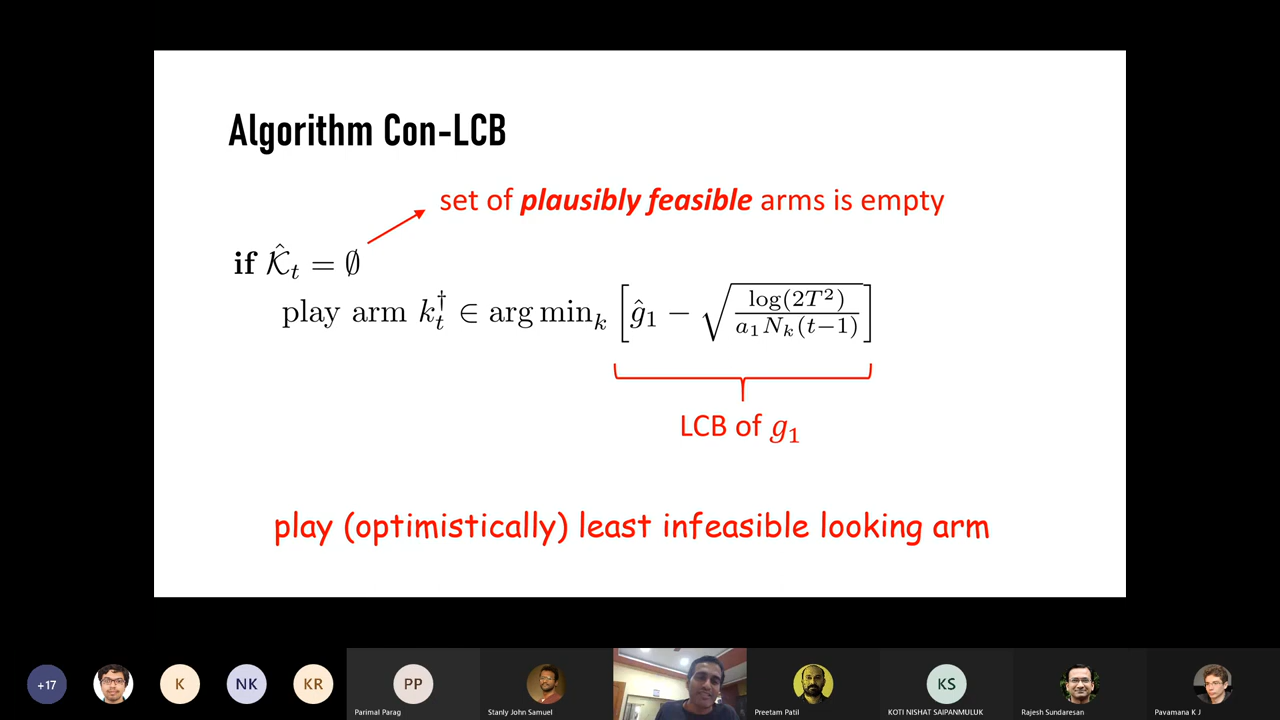 Algorithm Con-LCB
set of plausibly feasible arms is empty
if $\hat{\mathcal{K}}_t = \emptyset$
play arm $k_t^\dagger \in \arg\min_k \left[ \hat{g}_1 - \sqrt{\frac{\log(2T^2)}{a_1 N_k(t-1)}} \right]$
LCB of $g_1$
play (optimistically) least infeasible looking arm
+17
K
NK
KR
PP
KS
Parimal Parag
Stanly John Samuel
Preetam Patil
KOTI NISHAT SAIPANMULUK
Rajesh Sundaresan
Pavamana K J